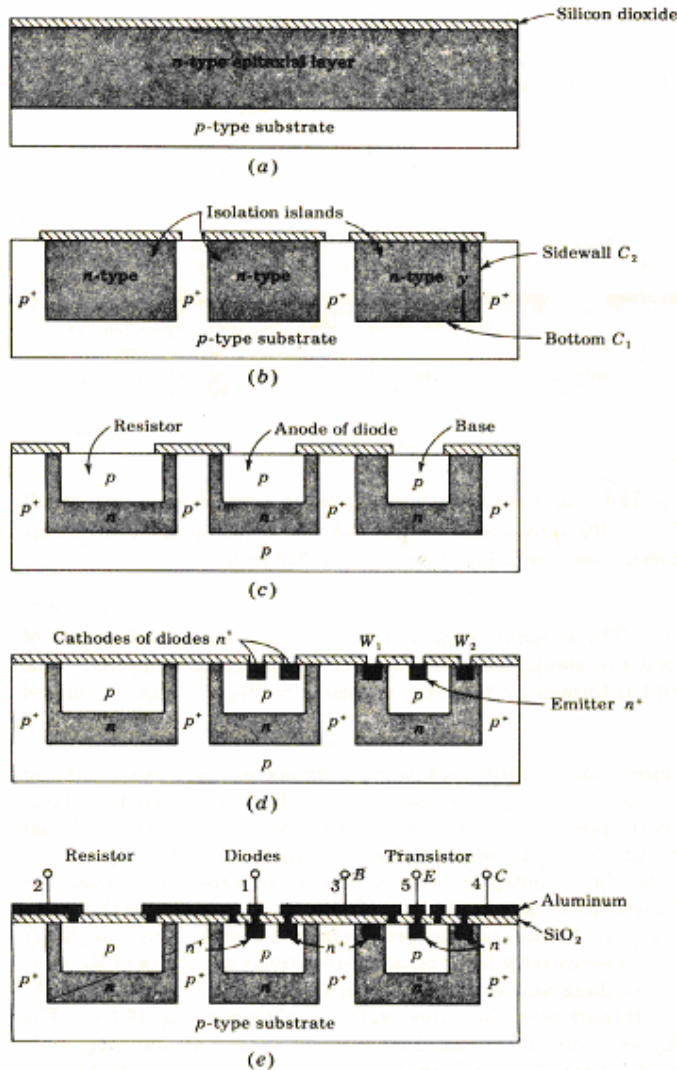 Silicon dioxide
n-type epitaxial layer
p-type substrate
(a)
Isolation islands
n-type n-type n-type y
Sidewall C2
p+ p+ p+ p+
p-type substrate
Bottom C1
(b)
Resistor Anode of diode Base
p p p
p+ n p+ n p+ n p+
p
(c)
Cathodes of diodes n+ W1 W2
p p p
Emitter n+
p+ n p+ n p+ n p+
p
(d)
Resistor Diodes Transistor
2 1 3 B 5 E 4 C
Aluminum
SiO2
p n+ p n+ p n+
p+ n p+ n p+ n p+
p-type substrate
(e)